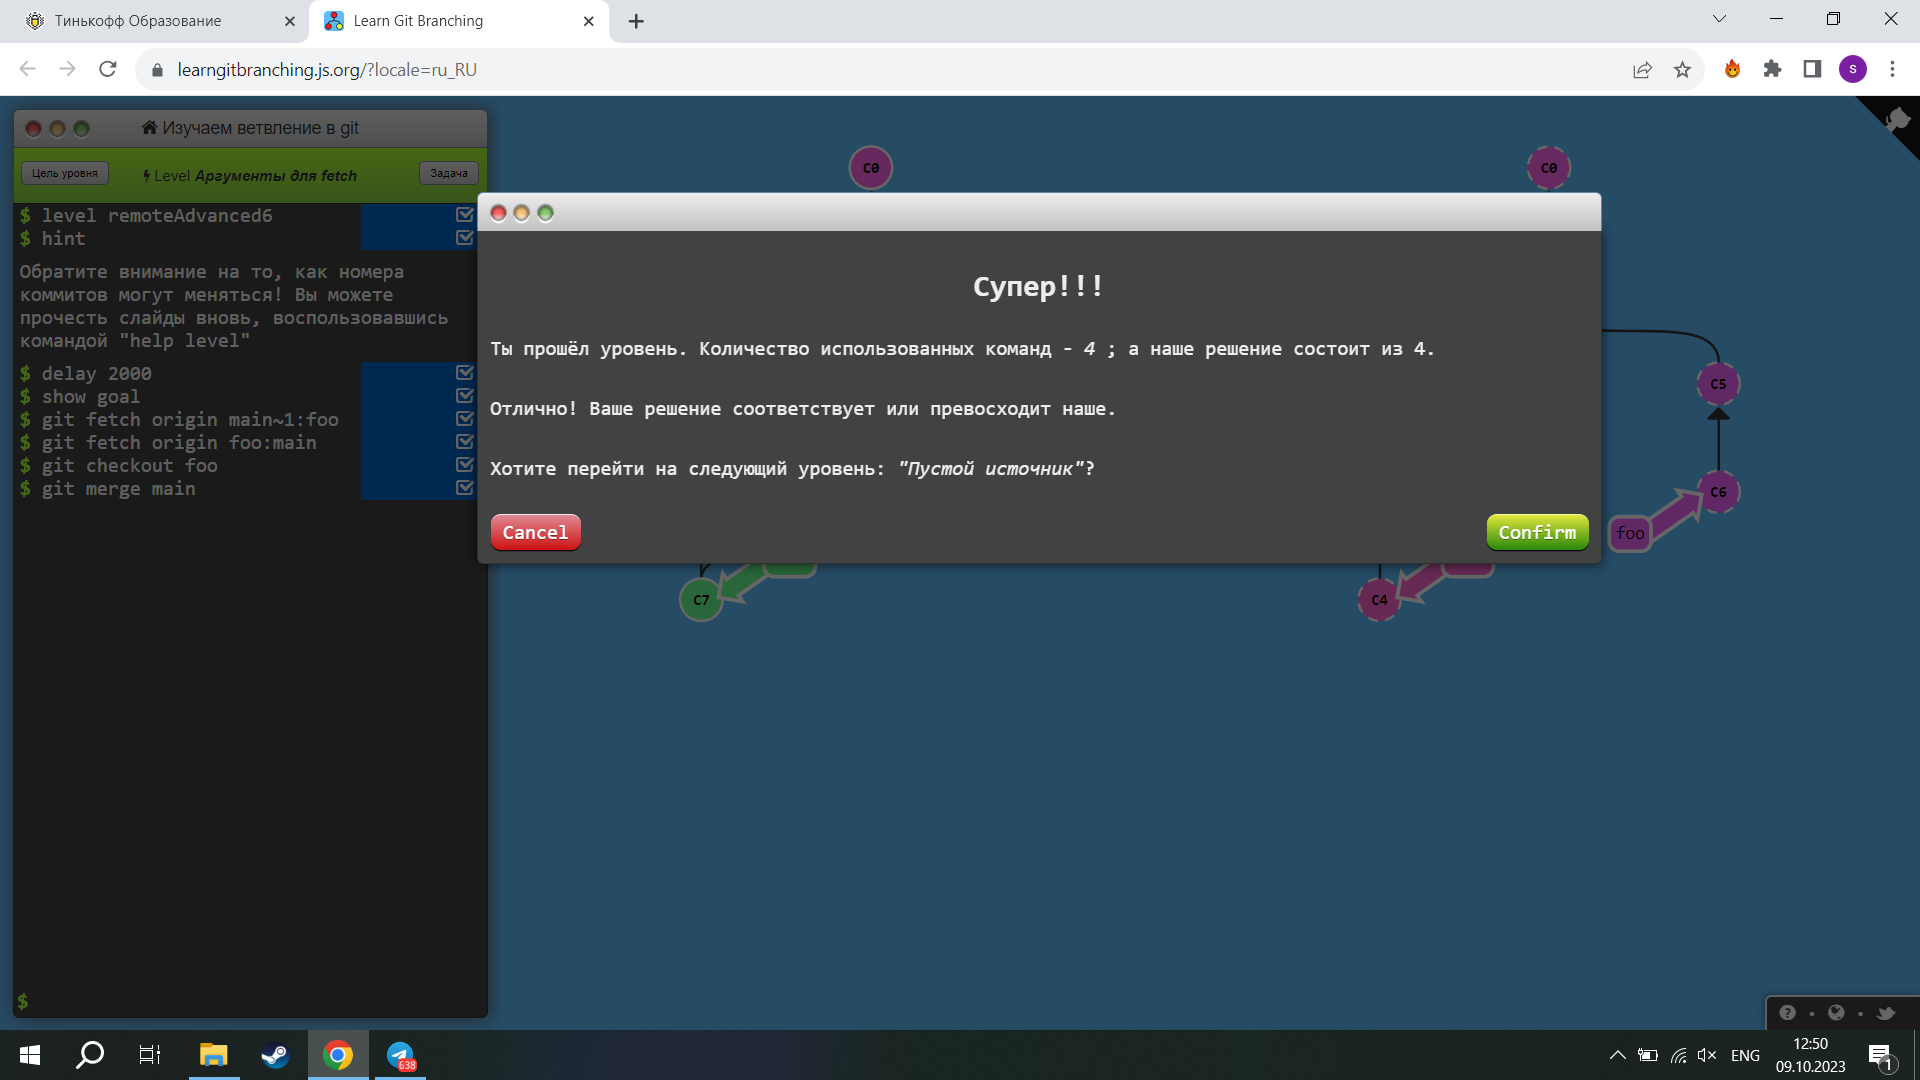 Тинькофф Образование
Learn Git Branching
learngitbranching.js.org/?locale=ru_RU
S
Изучаем ветвление в git
Цель уровня
Level Аргументы для fetch
Задача
$ level remoteAdvanced6
$ hint
Обратите внимание на то, как номера
коммитов могут меняться! Вы можете
прочесть слайды вновь, воспользовавшись
командой "help level"
$ delay 2000
$ show goal
$ git fetch origin main~1:foo
$ git fetch origin foo:main
$ git checkout foo
$ git merge main
$
C0
C0
Супер!!!
Ты прошёл уровень. Количество использованных команд - 4 ; а наше решение состоит из 4.
Отлично! Ваше решение соответствует или превосходит наше.
Хотите перейти на следующий уровень: "Пустой источник"?
Cancel
Confirm
C5
C6
foo
C7
C4
638
ENG
12:50
09.10.2023
1